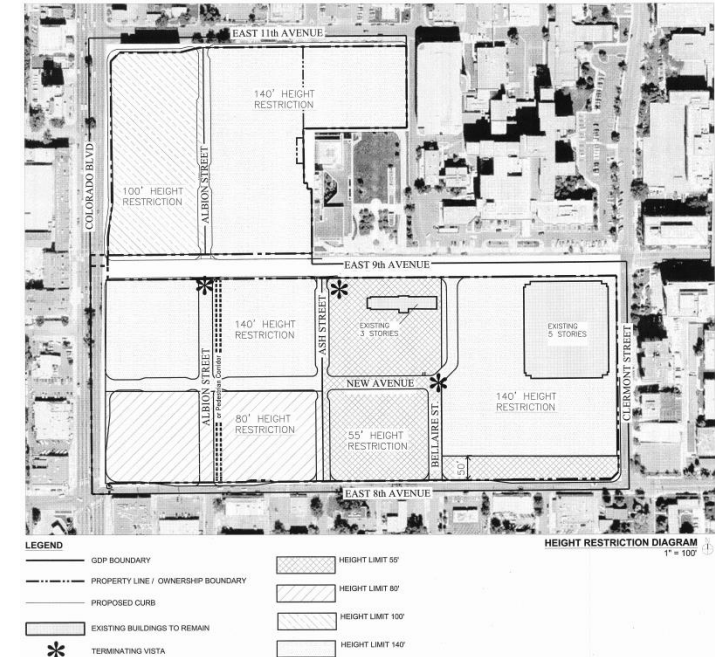 EAST 11th AVENUE
140' HEIGHT
RESTRICTION
COLORADO BLVD
ALBION STREET
100' HEIGHT
RESTRICTION
EAST 9th AVENUE
140' HEIGHT
RESTRICTION
ASH STREET
EXISTING
3 STORIES
EXISTING
5 STORIES
CLERMONT STREET
NEW AVENUE
ALBION STREET
or Pedestrian Corridor
80' HEIGHT
RESTRICTION
55' HEIGHT
RESTRICTION
BELLAIRE ST.
140' HEIGHT
RESTRICTION
50'
EAST 8th AVENUE
LEGEND
GDP BOUNDARY
PROPERTY LINE / OWNERSHIP BOUNDARY
PROPOSED CURB
EXISTING BUILDINGS TO REMAIN
TERMINATING VISTA
HEIGHT LIMIT 55'
HEIGHT LIMIT 80'
HEIGHT LIMIT 100'
HEIGHT LIMIT 140'
HEIGHT RESTRICTION DIAGRAM
1" = 100'